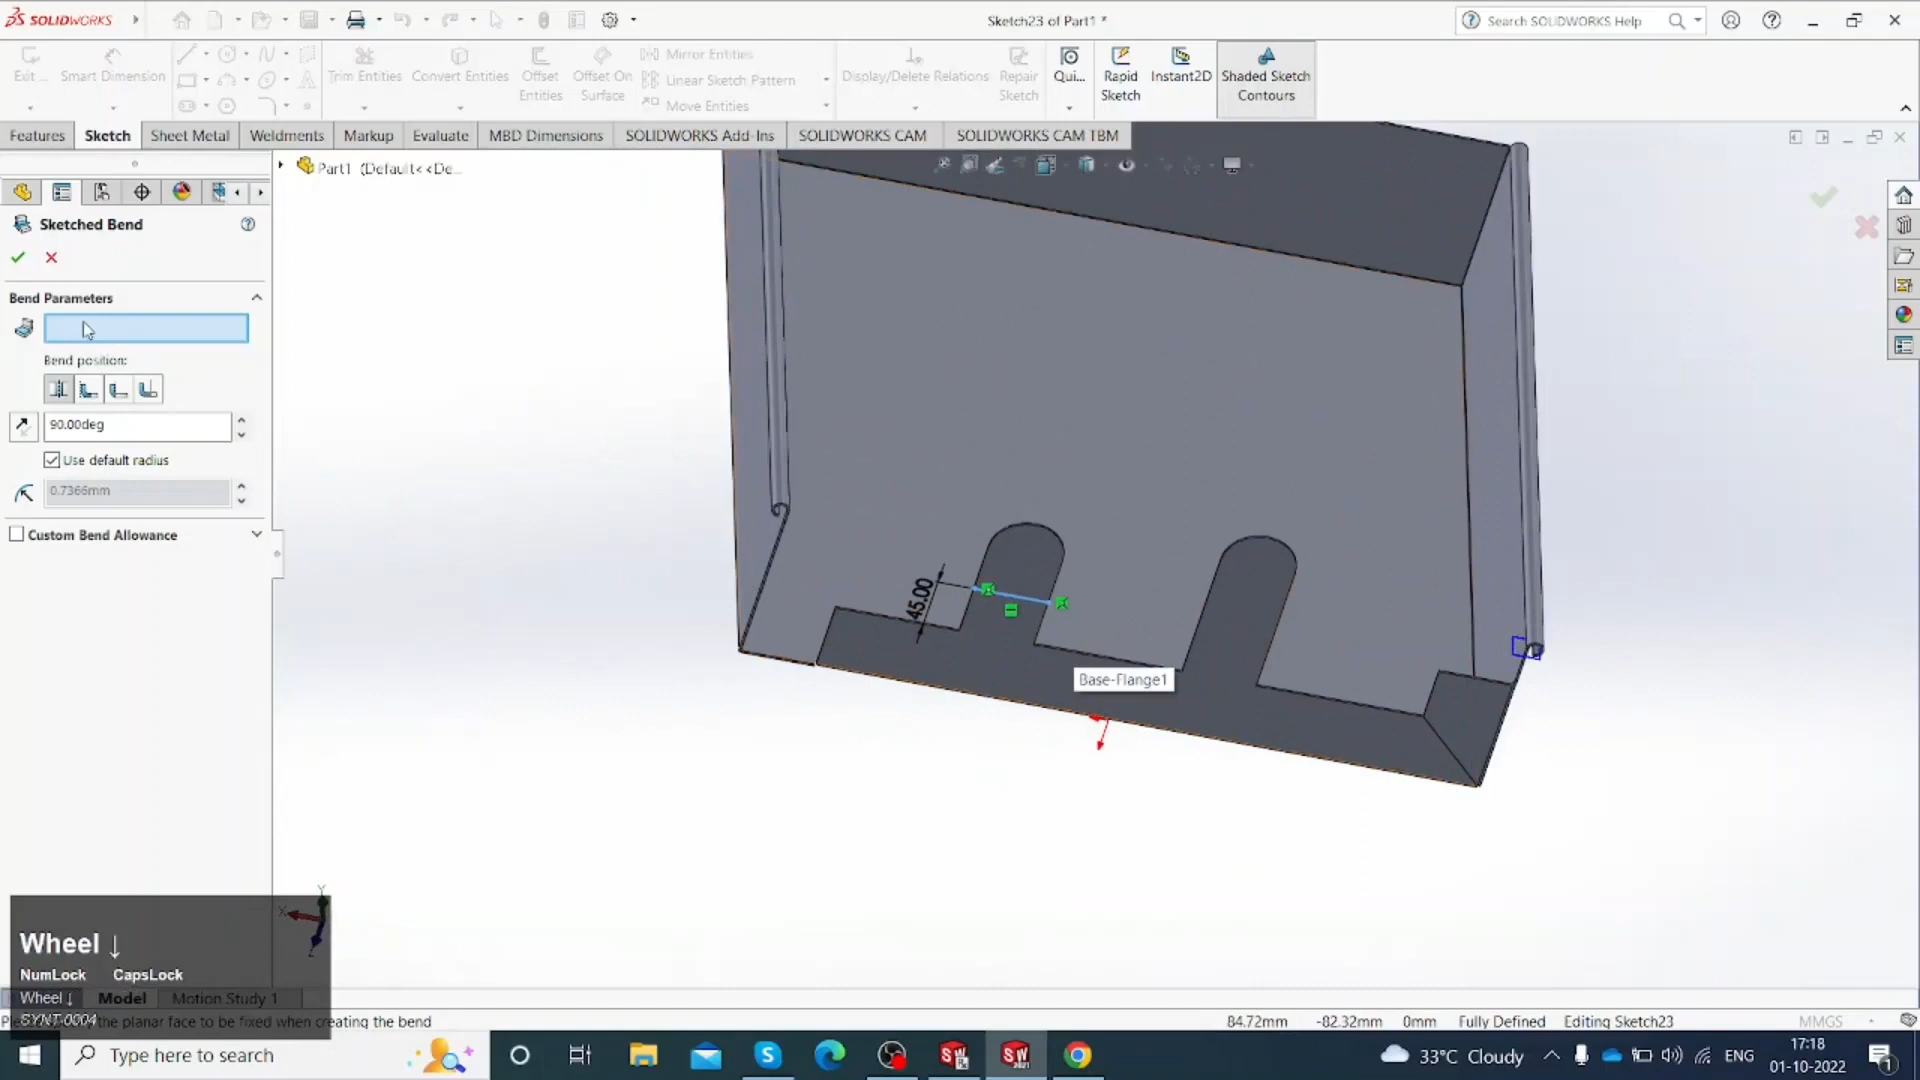 SOLIDWORKS
Sketch23 of Part1 *
Search SOLIDWORKS Help
Exit ...
Smart Dimension
Trim Entities
Convert Entities
Offset Entities
Offset On Surface
Mirror Entities
Linear Sketch Pattern
Move Entities
Display/Delete Relations
Repair Sketch
Qui...
Rapid Sketch
Instant2D
Shaded Sketch Contours
Features
Sketch
Sheet Metal
Weldments
Markup
Evaluate
MBD Dimensions
SOLIDWORKS Add-Ins
SOLIDWORKS CAM
SOLIDWORKS CAM TBM
Part1 (Default<<De...
Sketched Bend
Bend Parameters
Bend position:
90.00deg
Use default radius
0.7366mm
Custom Bend Allowance
45.00
Base-Flange1
Y
X
Z
Wheel ↓
NumLock CapsLock
Wheel ↓
SYNT-0004
Model
Motion Study 1
the planar face to be fixed when creating the bend
84.72mm -82.32mm 0mm Fully Defined Editing Sketch23 MMGS
Type here to search
33°C Cloudy
ENG
17:18
01-10-2022
1